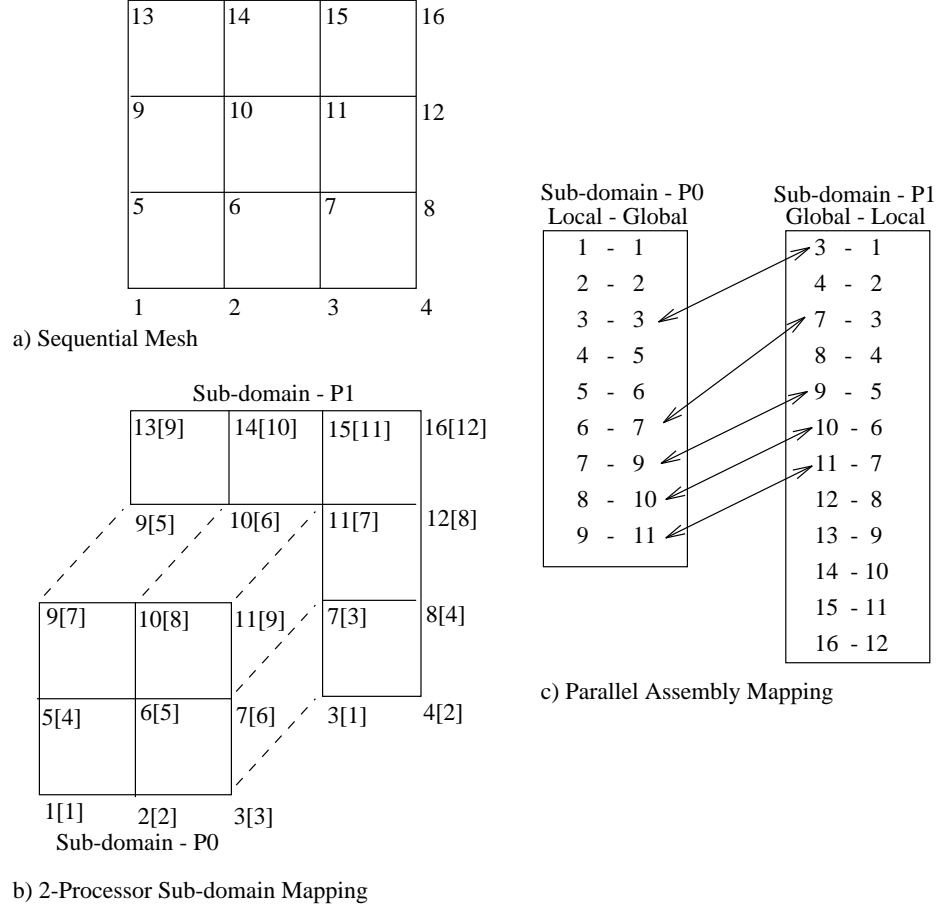 13 14 15 16
9 10 11 12
5 6 7 8
1 2 3 4
a) Sequential Mesh
Sub-domain - P1
13[9] 14[10] 15[11] 16[12]
9[5] 10[6] 11[7] 12[8]
9[7] 10[8] 11[9] 7[3] 8[4]
5[4] 6[5] 7[6] 3[1] 4[2]
1[1] 2[2] 3[3]
Sub-domain - P0
b) 2-Processor Sub-domain Mapping
Sub-domain - P0
Local - Global
1 - 1
2 - 2
3 - 3
4 - 5
5 - 6
6 - 7
7 - 9
8 - 10
9 - 11
Sub-domain - P1
Global - Local
3 - 1
4 - 2
7 - 3
8 - 4
9 - 5
10 - 6
11 - 7
12 - 8
13 - 9
14 - 10
15 - 11
16 - 12
c) Parallel Assembly Mapping